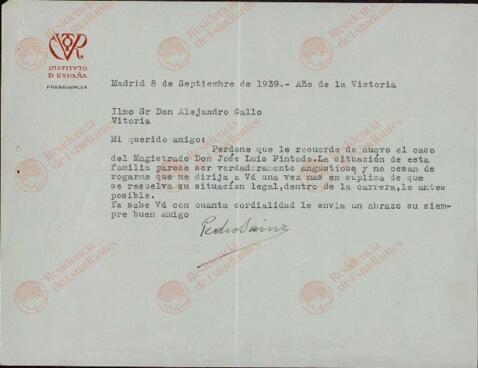 VICTOR
INSTITUTO
D ESPAÑA
PRESIDENCIA
Madrid 8 de Septiembre de 1939.- Año de la Victoria
Ilmo Sr Don Alejandro Gallo
Vitoria
Mi querido amigo:
Perdone que le recuerde de nuevo el caso
del Magistrado Don José Luis Pintado.La situación de esta
familia parece ser verdaderamente angustiosa y no cesan de
rogarme que me dirija a Vd una vez mas en súplica de que
se resuelva su situacion legal,dentro de la carrera,lo antes
posible.
Ya sabe Vd con cuanta cordialidad le envia un abrazo su siem
pre buen amigo
Pedro Sainz
Residencia
de Estudiantes